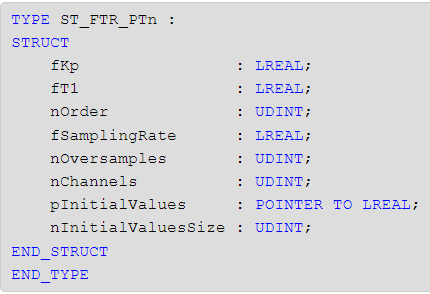 TYPE ST_FTR_PTn :
STRUCT
    fKp               : LREAL;
    fT1               : LREAL;
    nOrder            : UDINT;
    fSamplingRate     : LREAL;
    nOversamples      : UDINT;
    nChannels         : UDINT;
    pInitialValues    : POINTER TO LREAL;
    nInitialValuesSize : UDINT;
END_STRUCT
END_TYPE